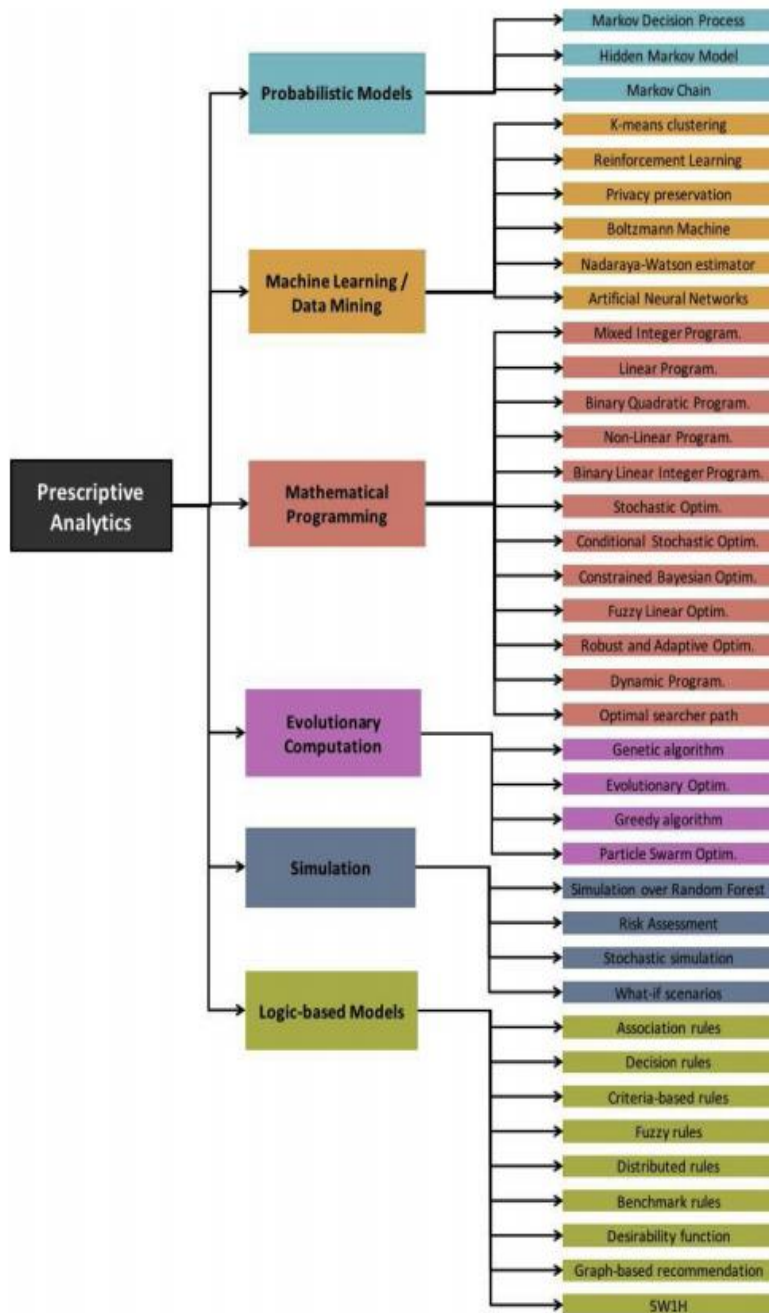 Prescriptive
Analytics
Probabilistic Models
Markov Decision Process
Hidden Markov Model
Markov Chain
Machine Learning /
Data Mining
K-means clustering
Reinforcement Learning
Privacy preservation
Boltzmann Machine
Nadaraya-Watson estimator
Artificial Neural Networks
Mathematical
Programming
Mixed Integer Program.
Linear Program.
Binary Quadratic Program.
Non-Linear Program.
Binary Linear Integer Program.
Stochastic Optim.
Conditional Stochastic Optim.
Constrained Bayesian Optim.
Fuzzy Linear Optim.
Robust and Adaptive Optim.
Dynamic Program.
Optimal searcher path
Evolutionary
Computation
Genetic algorithm
Evolutionary Optim.
Greedy algorithm
Particle Swarm Optim.
Simulation
Simulation over Random Forest
Risk Assessment
Stochastic simulation
What-if scenarios
Logic-based Models
Association rules
Decision rules
Criteria-based rules
Fuzzy rules
Distributed rules
Benchmark rules
Desirability function
Graph-based recommendation
5W1H